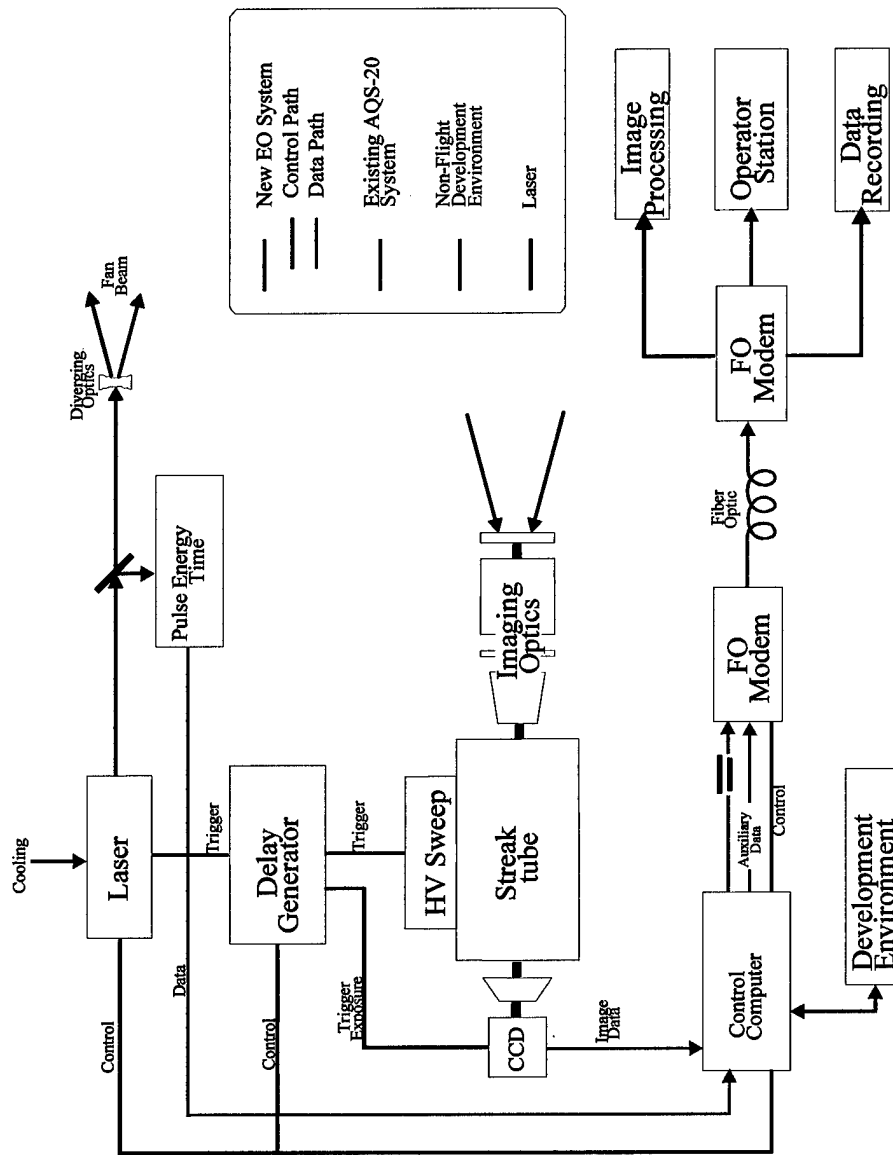 Cooling
Laser
Control
Trigger
Data
Pulse Energy
Time
Diverging
Optics
Fan
Beam
Delay
Generator
Control
Trigger
Trigger
Exposure
HV Sweep
Streak
tube
Imaging
Optics
CCD
Image
Data
Control
Computer
Auxiliary
Data
Control
Development
Environment
FO
Modem
Fiber
Optic
FO
Modem
Image
Processing
Operator
Station
Data
Recording
New EO System
Control Path
Data Path
Existing AQS-20
System
Non-Flight
Development
Environment
Laser